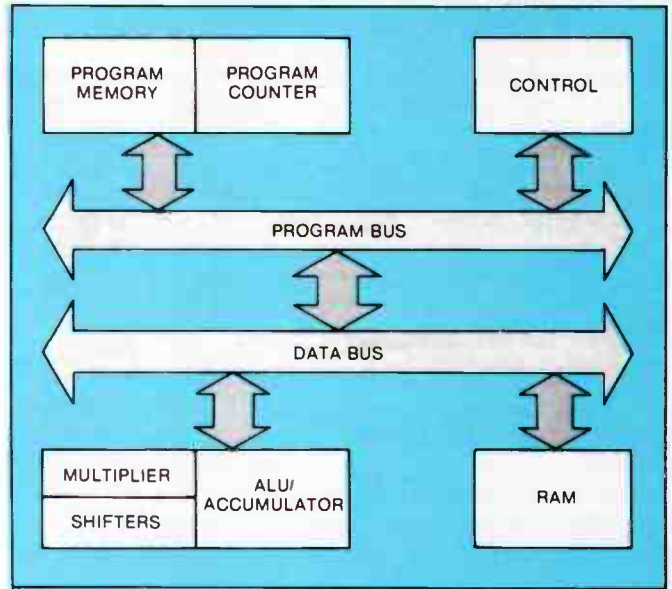 PROGRAM
MEMORY
PROGRAM
COUNTER
CONTROL
PROGRAM BUS
DATA BUS
MULTIPLIER
SHIFTERS
ALU/
ACCUMULATOR
RAM